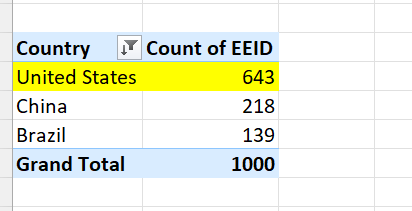 Country Count of EEID
United States 643
China 218
Brazil 139
Grand Total 1000